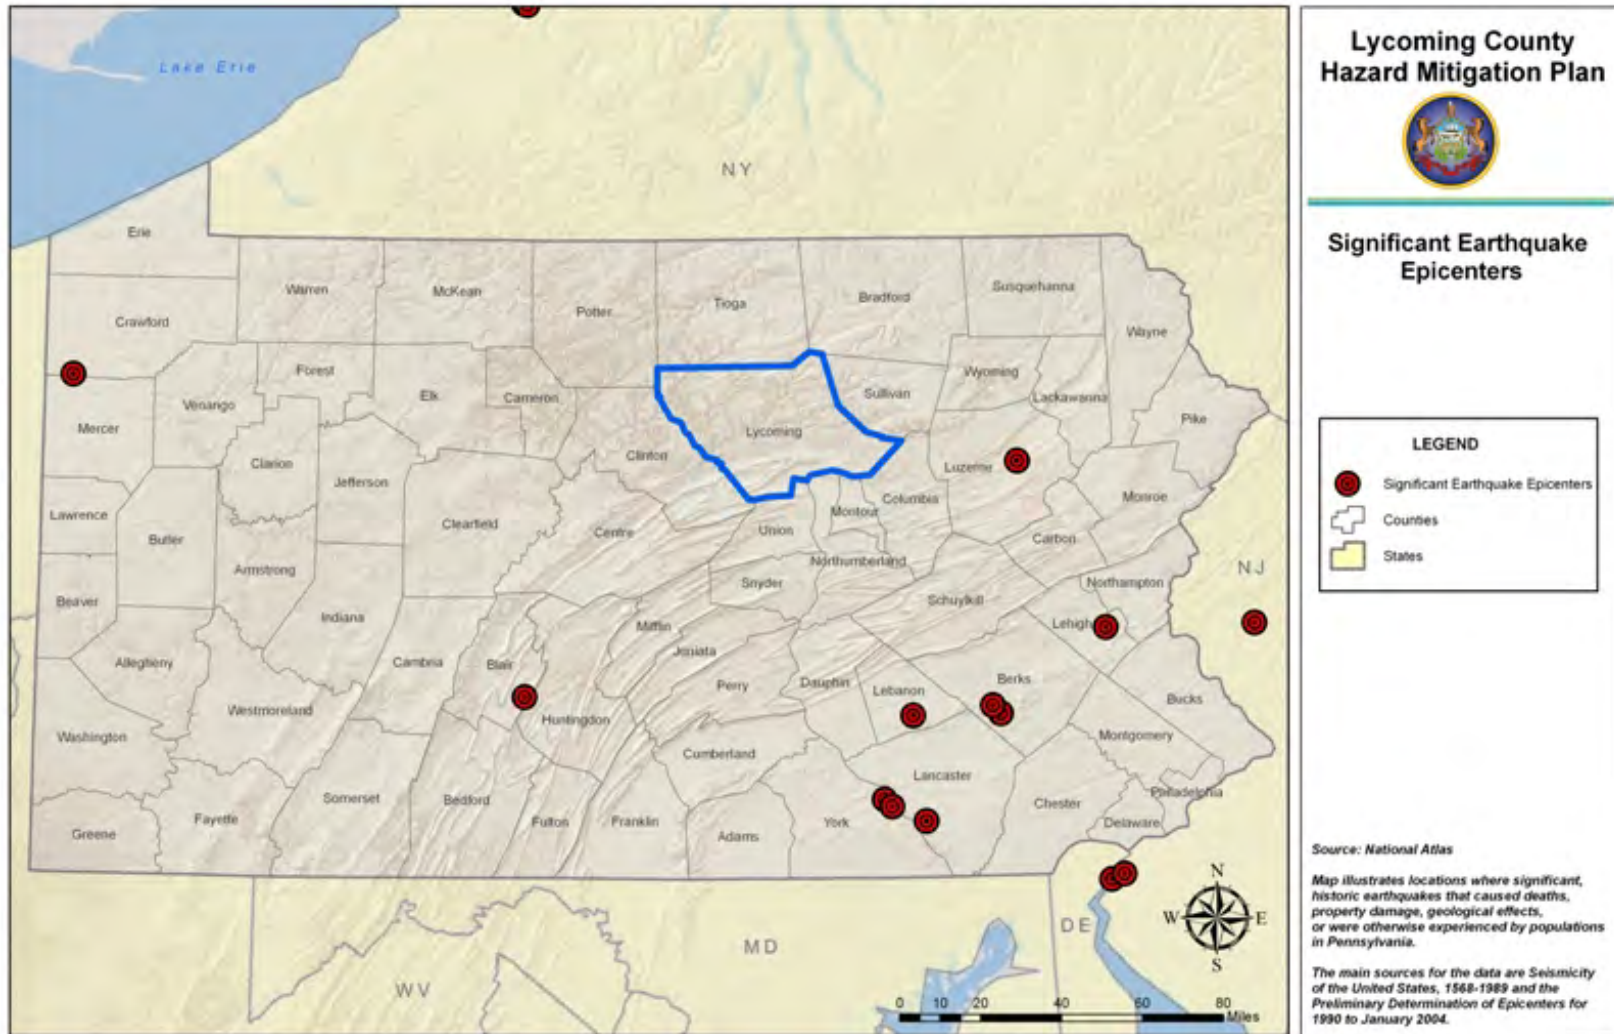 Lake Erie
NY
Erie
Warren
McKean
Potter
Tioga
Bradford
Susquehanna
Wayne
Crawford
Forest
Elk
Cameron
Sullivan
Wyoming
Lackawanna
Pike
Mercer
Venango
Clarion
Jefferson
Clinton
Lycoming
Luzerne
Columbia
Montour
Monroe
Lawrence
Butler
Clearfield
Centre
Union
Carbon
Armstrong
Snyder
Northumberland
Northampton
NJ
Beaver
Indiana
Mifflin
Schuylkill
Lehigh
Allegheny
Cambria
Blair
Juniata
Perry
Dauphin
Lebanon
Berks
Bucks
Westmoreland
Huntingdon
Washington
Cumberland
Montgomery
Lancaster
Somerset
Bedford
Fulton
Franklin
Adams
York
Chester
Philadelphia
Delaware
Greene
Fayette
MD
DE
WV
N
W
E
S
0 10 20 40 60 80
Miles
Lycoming County
Hazard Mitigation Plan
Significant Earthquake
Epicenters
LEGEND
Significant Earthquake Epicenters
Counties
States
Source: National Atlas
Map illustrates locations where significant,
historic earthquakes that caused deaths,
property damage, geological effects,
or were otherwise experienced by populations
in Pennsylvania.
The main sources for the data are Seismicity
of the United States, 1568-1989 and the
Preliminary Determination of Epicenters for
1990 to January 2004.